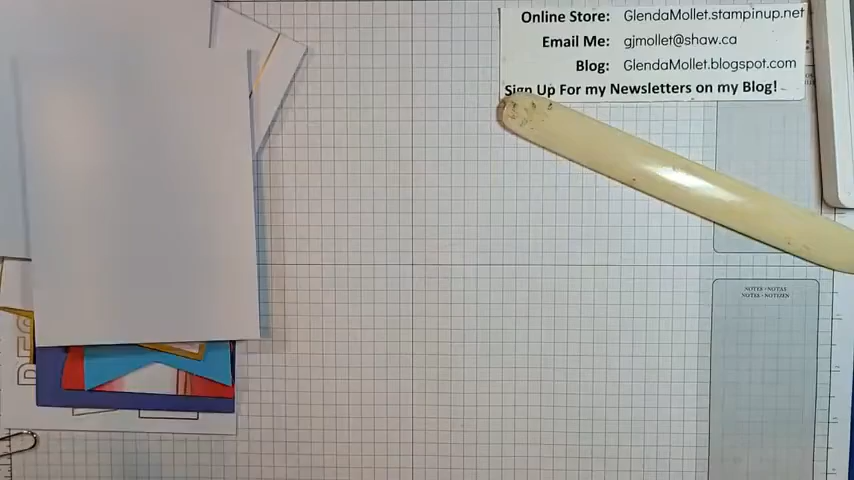 Online Store: GlendaMollet.stampinup.net
Email Me: gjmollet@shaw.ca
Blog: GlendaMollet.blogspot.com
Sign Up For my Newsletters on my Blog!
NOTES • NOTAS
NOTES • NOTIZEN
DES